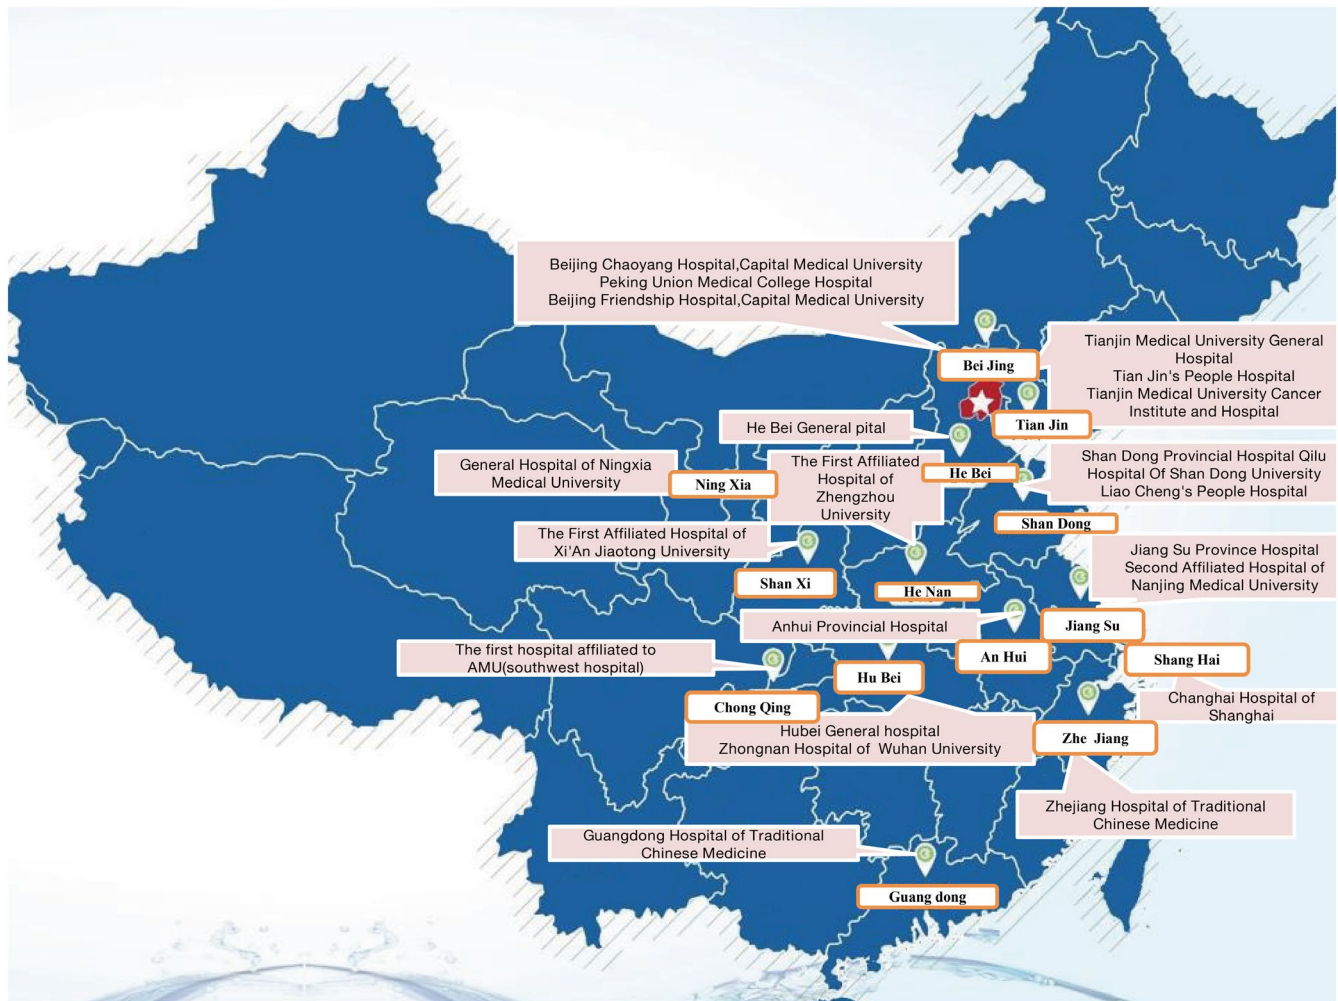 Beijing Chaoyang Hospital,Capital Medical University
Peking Union Medical College Hospital
Beijing Friendship Hospital,Capital Medical University
Bei Jing
Tianjin Medical University General
Hospital
Tian Jin's People Hospital
Tianjin Medical University Cancer
Institute and Hospital
Tian Jin
He Bei General pital
He Bei
General Hospital of Ningxia
Medical University
Ning Xia
The First Affiliated
Hospital of
Zhengzhou
University
Shan Dong Provincial Hospital Qilu
Hospital Of Shan Dong University
Liao Cheng's People Hospital
Shan Dong
The First Affiliated Hospital of
Xi'An Jiaotong University
Shan Xi
He Nan
Jiang Su Province Hospital
Second Affiliated Hospital of
Nanjing Medical University
Jiang Su
Anhui Provincial Hospital
An Hui
Shang Hai
Changhai Hospital of
Shanghai
The first hospital affiliated to
AMU(southwest hospital)
Chong Qing
Hu Bei
Hubei General hospital
Zhongnan Hospital of Wuhan University
Zhe Jiang
Zhejiang Hospital of Traditional
Chinese Medicine
Guangdong Hospital of Traditional
Chinese Medicine
Guang dong